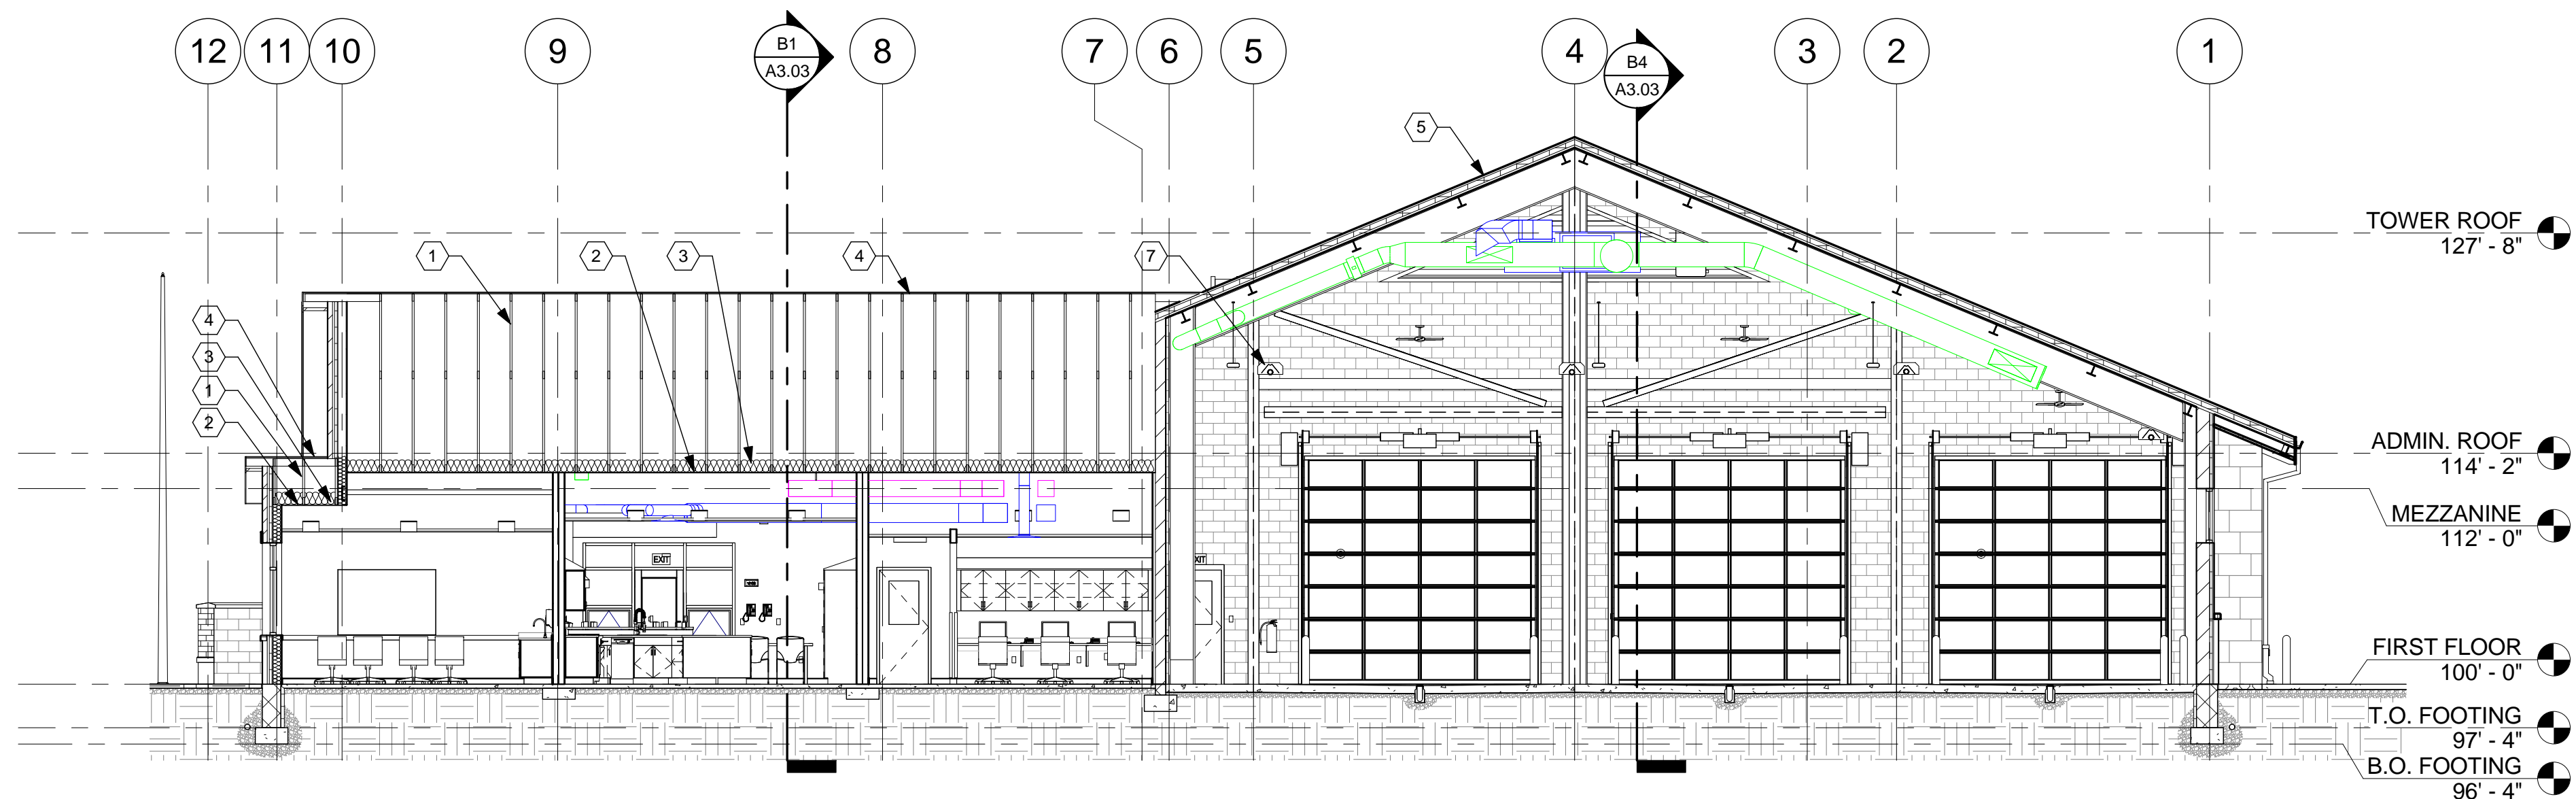 12 11 10 9 8 7 6 5 4 3 2 1
B1
A3.03
B4
A3.03
5
1
2
3
4
7
4
3
1
2
TOWER ROOF
127' - 8"
ADMIN. ROOF
114' - 2"
MEZZANINE
112' - 0"
EXIT
EXIT
FIRST FLOOR
100' - 0"
T.O. FOOTING
97' - 4"
B.O. FOOTING
96' - 4"